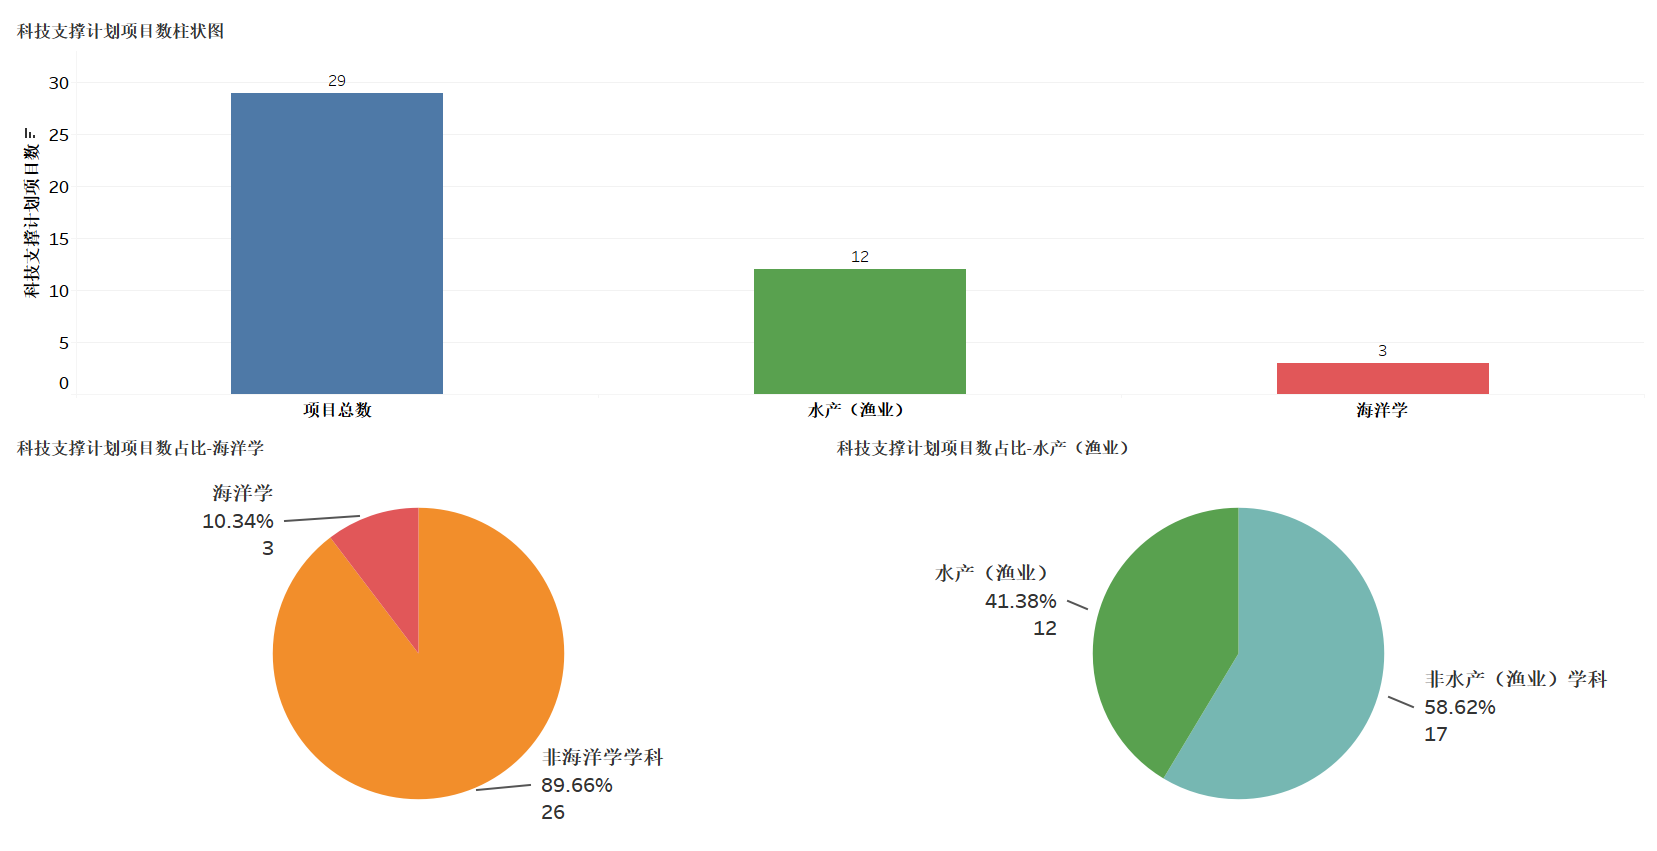 科技支撑计划项目数柱状图
30
25
20
15
10
5
0
科技支撑计划项目数
29
12
3
项目总数
水产（渔业）
海洋学
科技支撑计划项目数占比-海洋学
海洋学
10.34%
3
非海洋学学科
89.66%
26
科技支撑计划项目数占比-水产（渔业）
水产（渔业）
41.38%
12
非水产（渔业）学科
58.62%
17